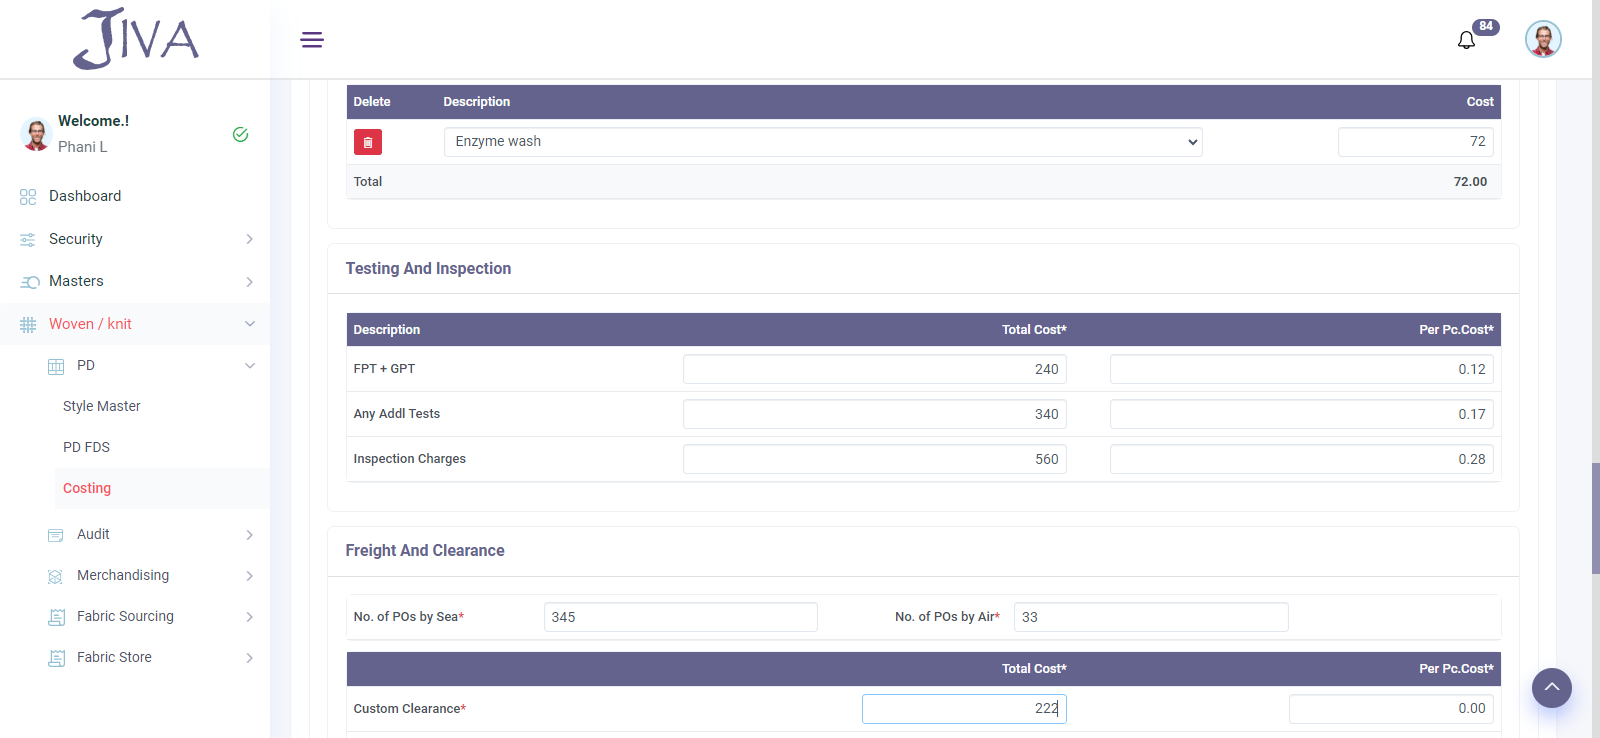 JIVA
84
Welcome.!
Phani L
Dashboard
Security
Masters
Woven / knit
PD
Style Master
PD FDS
Costing
Audit
Merchandising
Fabric Sourcing
Fabric Store
Delete Description Cost
Enzyme wash 72
Total 72.00
Testing And Inspection
Description Total Cost* Per Pc.Cost*
FPT + GPT 240 0.12
Any Addl Tests 340 0.17
Inspection Charges 560 0.28
Freight And Clearance
No. of POs by Sea* 345 No. of POs by Air* 33
Total Cost* Per Pc.Cost*
Custom Clearance* 222 0.00